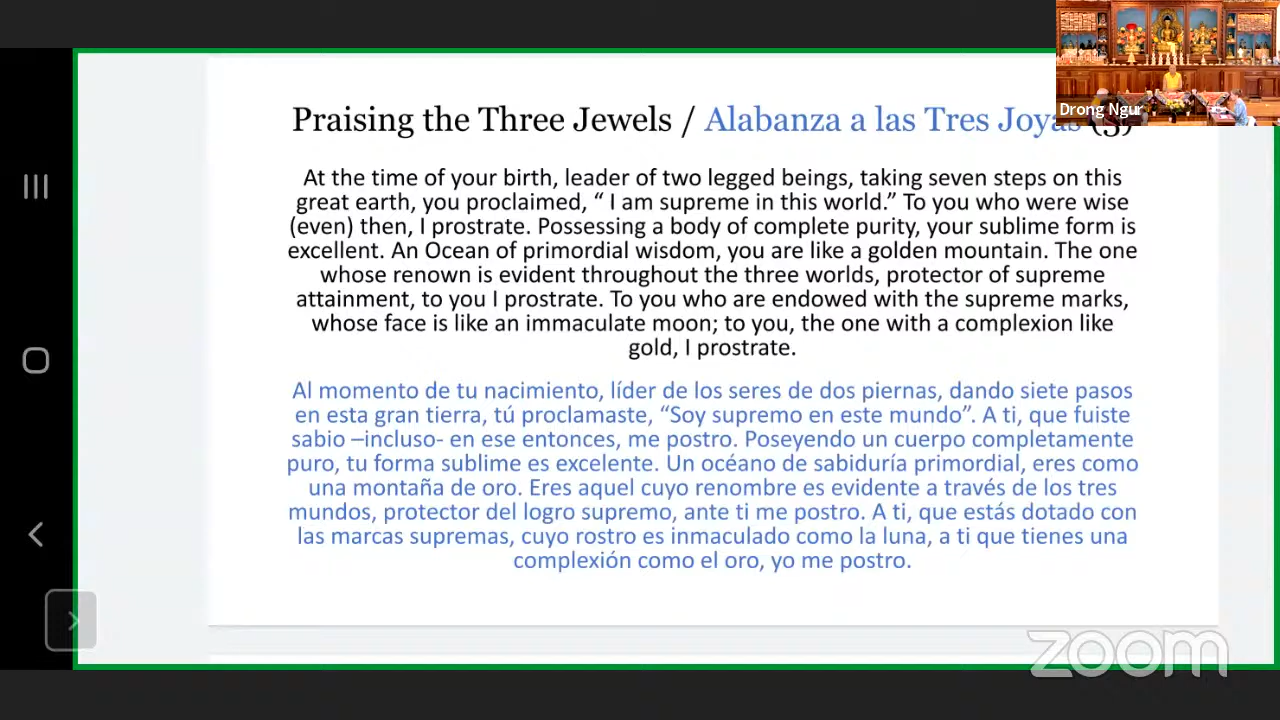 Praising the Three Jewels / Alabanza a las Tres Joyas (3)
Drong Ngur
At the time of your birth, leader of two legged beings, taking seven steps on this
great earth, you proclaimed, “ I am supreme in this world.” To you who were wise
(even) then, I prostrate. Possessing a body of complete purity, your sublime form is
excellent. An Ocean of primordial wisdom, you are like a golden mountain. The one
whose renown is evident throughout the three worlds, protector of supreme
attainment, to you I prostrate. To you who are endowed with the supreme marks,
whose face is like an immaculate moon; to you, the one with a complexion like
gold, I prostrate.
Al momento de tu nacimiento, líder de los seres de dos piernas, dando siete pasos
en esta gran tierra, tú proclamaste, “Soy supremo en este mundo”. A ti, que fuiste
sabio –incluso- en ese entonces, me postro. Poseyendo un cuerpo completamente
puro, tu forma sublime es excelente. Un océano de sabiduría primordial, eres como
una montaña de oro. Eres aquel cuyo renombre es evidente a través de los tres
mundos, protector del logro supremo, ante ti me postro. A ti, que estás dotado con
las marcas supremas, cuyo rostro es inmaculado como la luna, a ti que tienes una
complexión como el oro, yo me postro.
zoom